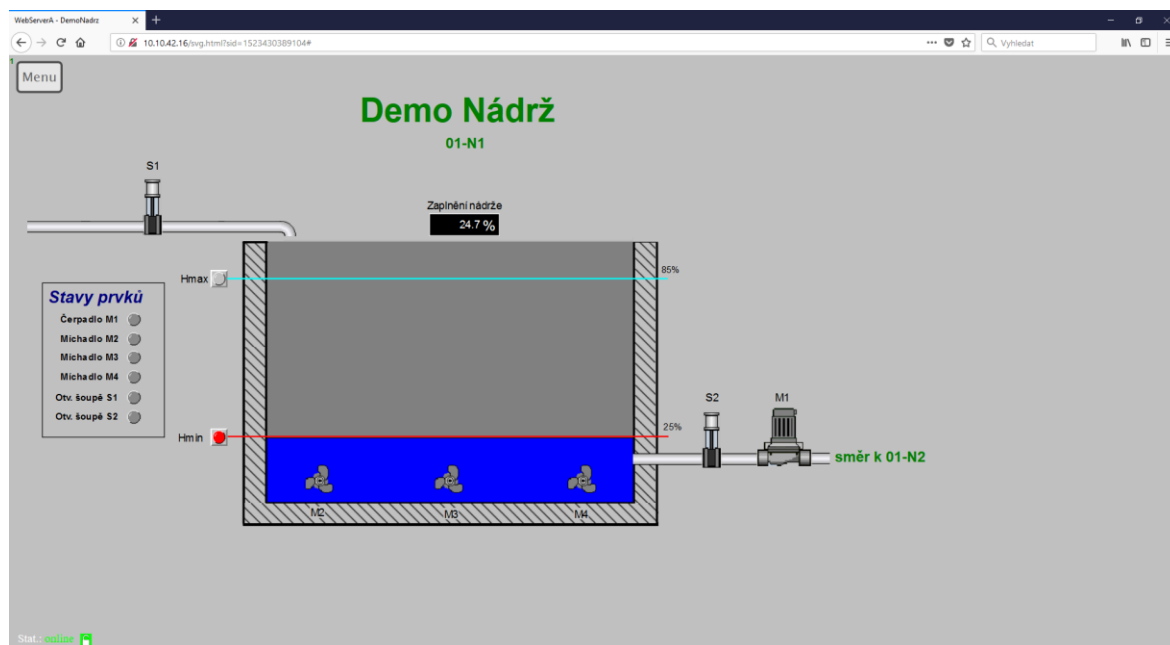 WebServerA - DemoNadrz
10.10.42.16/svg.html?sid=1523430389104#
Vyhledat
1
Menu
Demo Nádrž
01-N1
S1
Zaplnění nádrže
24.7 %
Hmax
85%
Stavy prvků
Čerpadlo M1
Míchadlo M2
Míchadlo M3
Míchadlo M4
Otv. šoupě S1
Otv. šoupě S2
Hmin
25%
S2
M1
směr k 01-N2
M2
M3
M4
Stat.: online